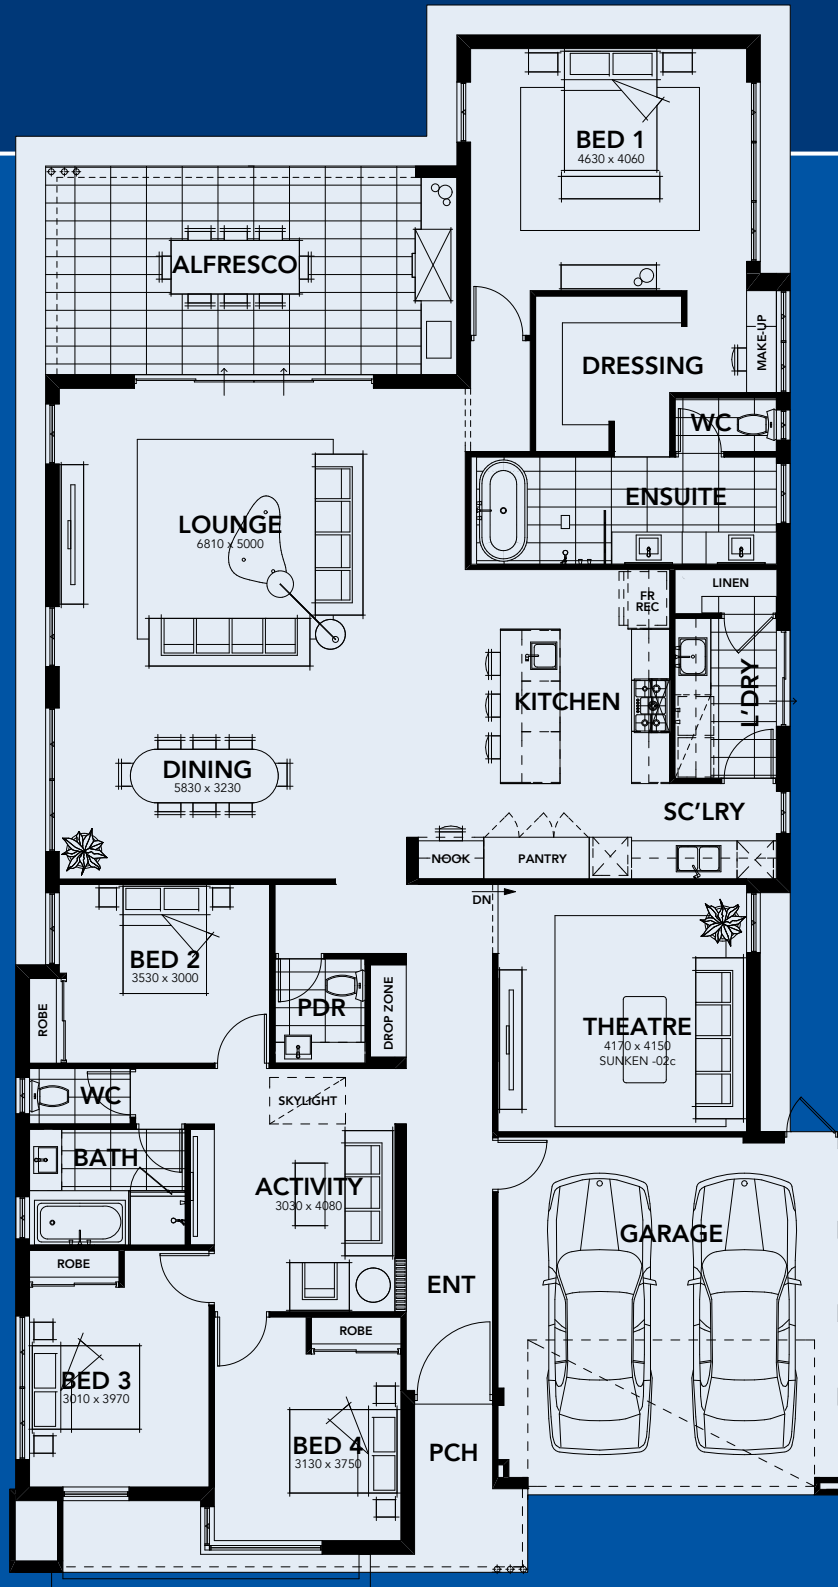 BED 1
4630 x 4060
ALFRESCO
DRESSING
MAKE-UP
WC
ENSUITE
LOUNGE
6810 x 5000
LINEN
FR
REC
KITCHEN
L'DRY
DINING
5830 x 3230
SC'LRY
NOOK
PANTRY
DN
BED 2
3530 x 3000
ROBE
PDR
DROP ZONE
THEATRE
4170 x 4150
SUNKEN -02c
WC
SKYLIGHT
BATH
ACTIVITY
3030 x 4080
GARAGE
ROBE
ENT
ROBE
BED 3
3010 x 3970
BED 4
3130 x 3750
PCH